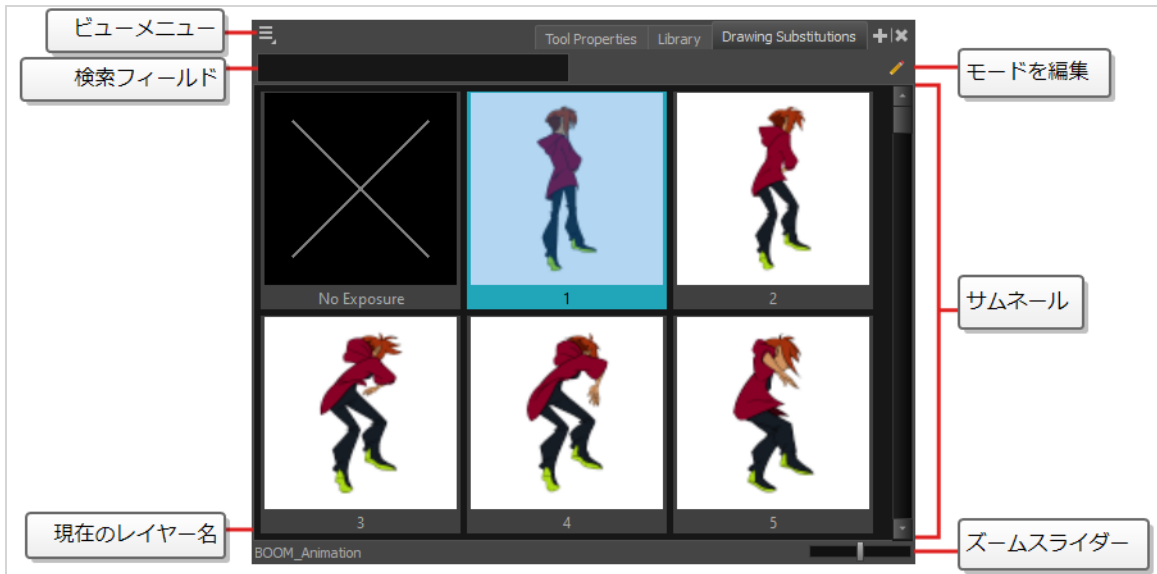 ビューメニュー
Tool Properties Library Drawing Substitutions
検索フィールド
モードを編集
No Exposure 1 2
サムネール
3 4 5
現在のレイヤー名
BOOM_Animation
ズームスライダー